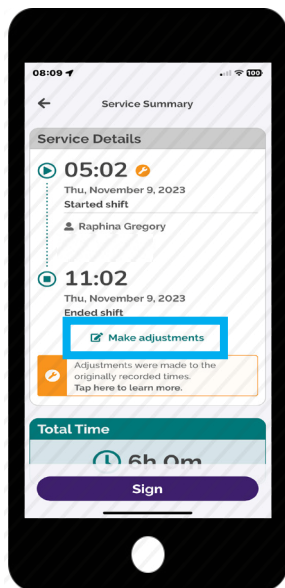 08:09
100
Service Summary
Service Details
05:02
Thu, November 9, 2023
Started shift
Raphina Gregory
11:02
Thu, November 9, 2023
Ended shift
Make adjustments
Adjustments were made to the
originally recorded times.
Tap here to learn more.
Total Time
6h 0m
Sign